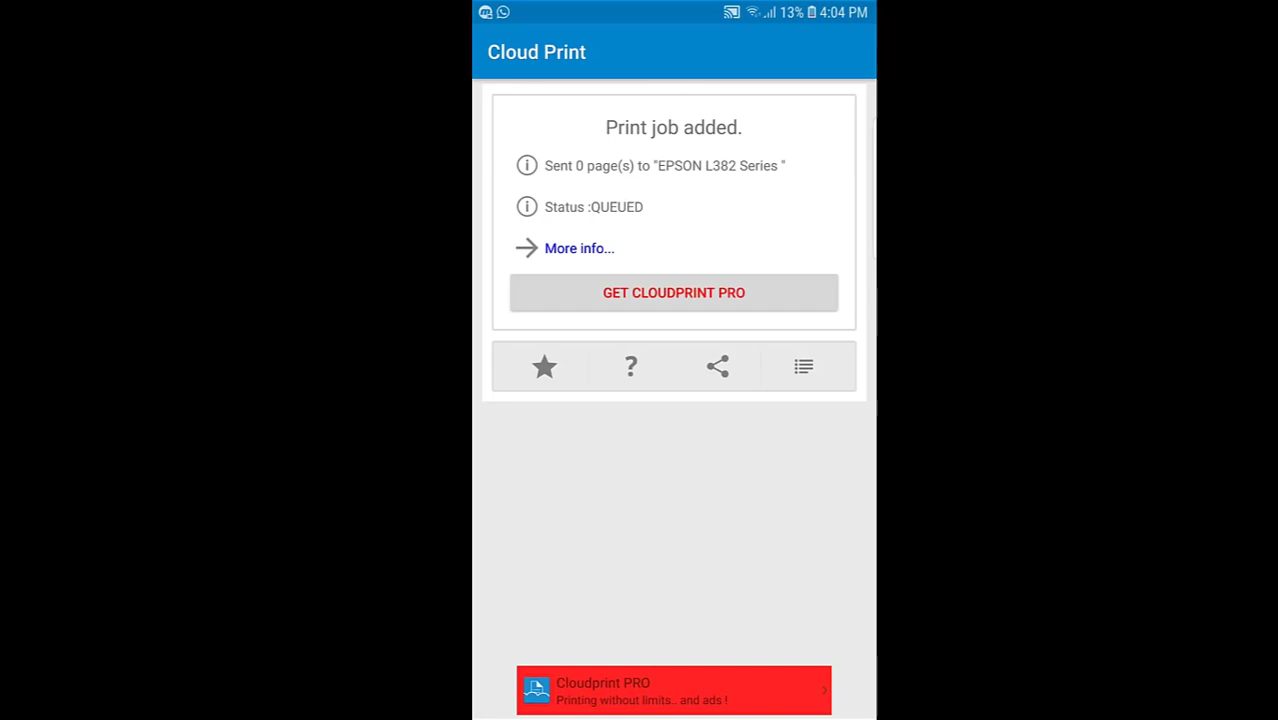 13% 4:04 PM
Cloud Print
Print job added.
Sent 0 page(s) to "EPSON L382 Series "
Status :QUEUED
More info...
GET CLOUDPRINT PRO
?
Cloudprint PRO
Printing without limits.. and ads !